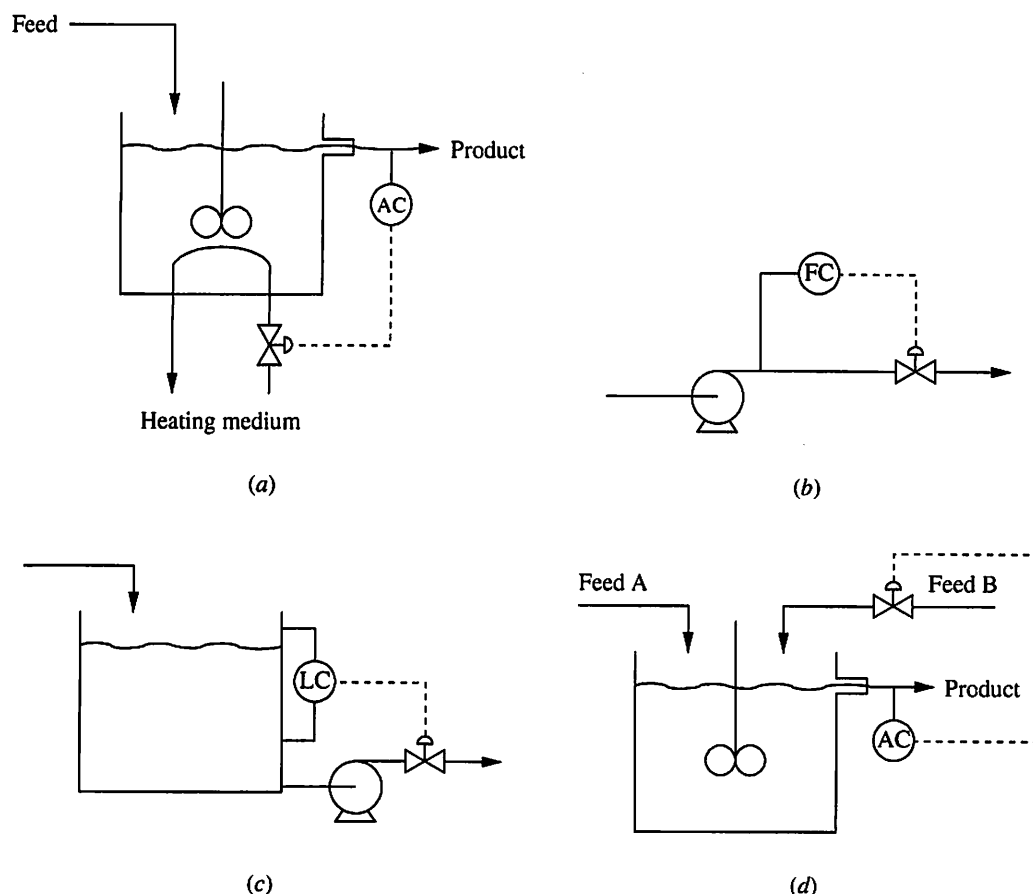 Feed
Product
AC
Heating medium
(a)
FC
(b)
LC
(c)
Feed A
Feed B
Product
AC
(d)